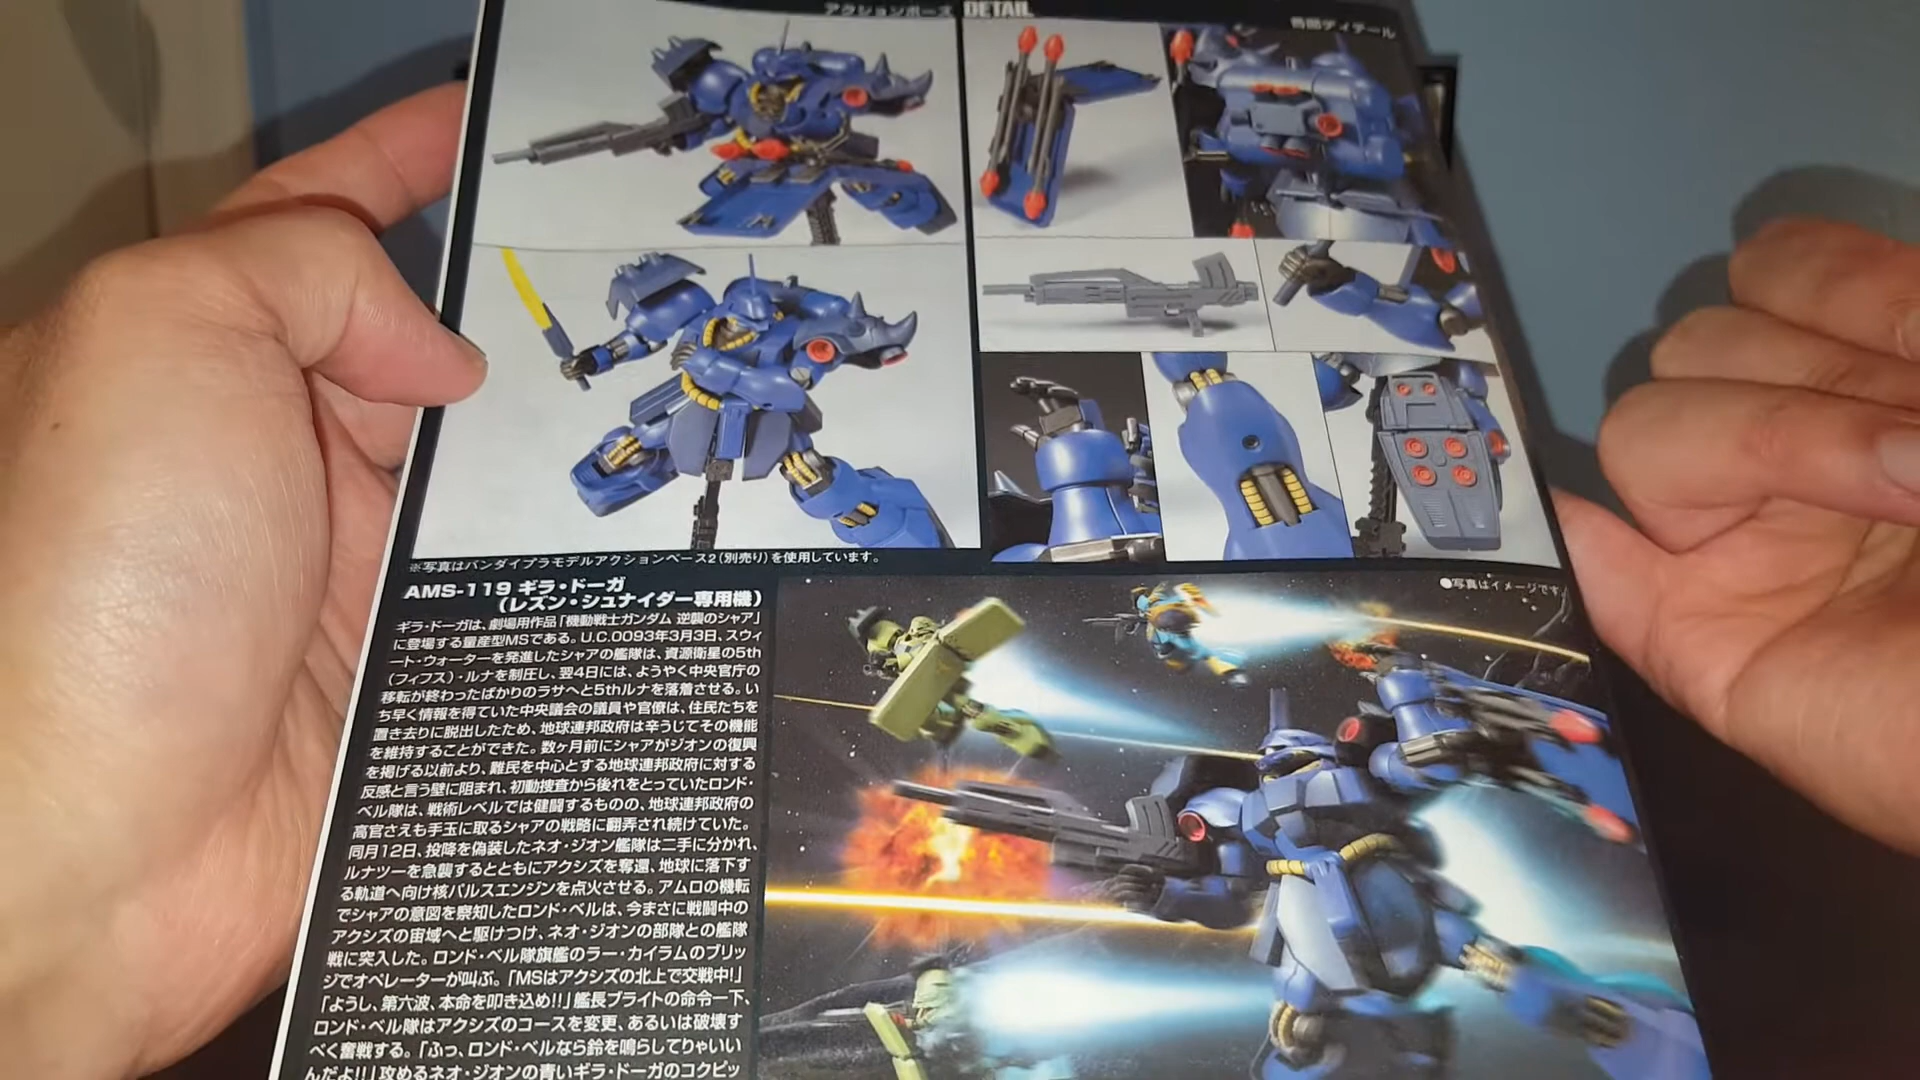 アクションポーズ DETAIL
各部ディテール
※写真はバンダイプラモデルアクションベース2(別売り)を使用しています。
AMS-119 ギラ・ドーガ
(レズン・シュナイダー専用機)
●写真はイメージです。
ギラ・ドーガは、劇場用作品「機動戦士ガンダム 逆襲のシャア」
に登場する量産型MSである。U.C.0093年3月3日、スウィ
ート・ウォーターを発進したシャアの艦隊は、資源衛星の5th
(フィフス)・ルナを制圧し、翌4日には、ようやく中央官庁の
移転が終わったばかりのラサへと5thルナを落着させる。い
ち早く情報を得ていた中央議会の議員や官僚は、住民たちを
置き去りに脱出したため、地球連邦政府は辛うじてその機能
を維持することができた。数ヶ月前にシャアがジオンの復興
を掲げる以前より、難民を中心とする地球連邦政府に対する
反感と言う壁に阻まれ、初動捜査から後れをとっていたロンド・
ベル隊は、戦術レベルでは健闘するものの、地球連邦政府の
高官さえも手玉に取るシャアの戦略に翻弄され続けていた。
同月12日、投降を偽装したネオ・ジオン艦隊は二手に分かれ、
ルナツーを急襲するとともにアクシズを奪還、地球に落下す
る軌道へ向け核パルスエンジンを点火させる。アムロの機転
でシャアの意図を察知したロンド・ベルは、今まさに戦闘中の
アクシズの宙域へと駆けつけ、ネオ・ジオンの部隊との艦隊
戦に突入した。ロンド・ベル隊旗艦のラー・カイラムのブリッ
ジでオペレーターが叫ぶ。「MSはアクシズの北上で交戦中!」
「ようし、第六波、本命を叩き込め!!」艦長ブライトの命令一下、
ロンド・ベル隊はアクシズのコースを変更、あるいは破壊す
べく奮戦する。「ふっ、ロンド・ベルなら鈴を鳴らしてりゃいい
んだよ!!」攻めるネオ・ジオンの青いギラ・ドーガのコクピッ